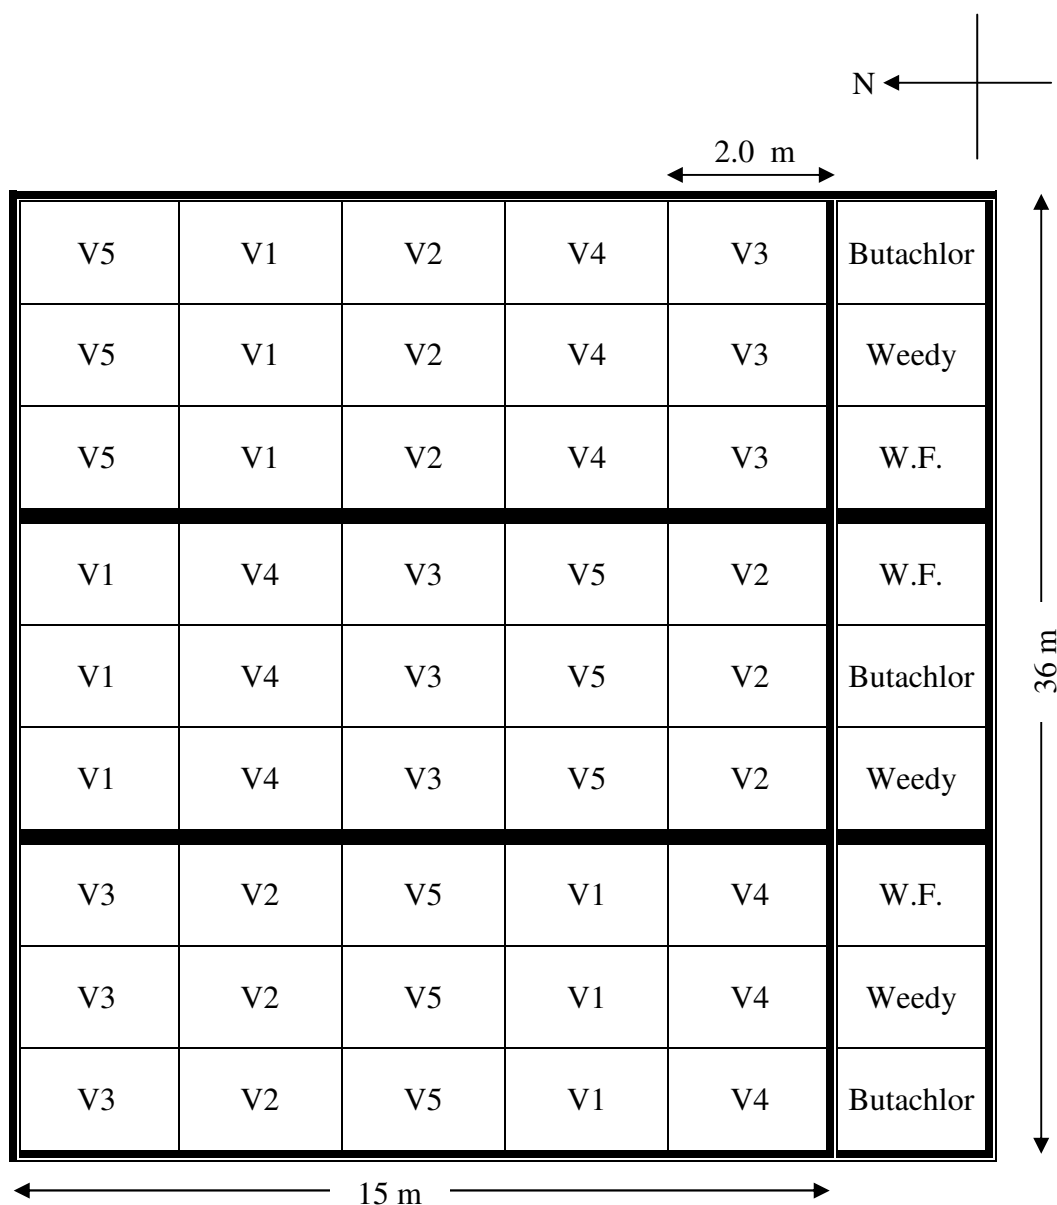 N
2.0 m
V5 V1 V2 V4 V3 Butachlor
V5 V1 V2 V4 V3 Weedy
V5 V1 V2 V4 V3 W.F.
V1 V4 V3 V5 V2 W.F.
V1 V4 V3 V5 V2 Butachlor
V1 V4 V3 V5 V2 Weedy
V3 V2 V5 V1 V4 W.F.
V3 V2 V5 V1 V4 Weedy
V3 V2 V5 V1 V4 Butachlor
36 m
15 m